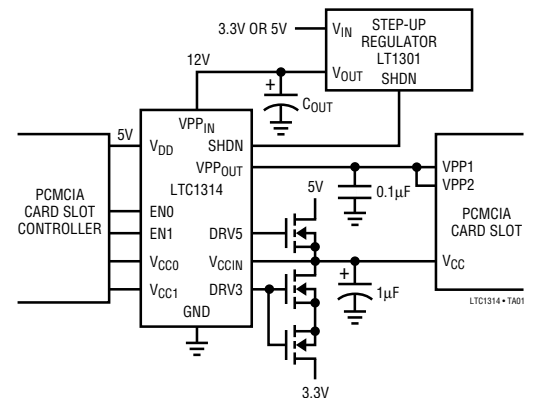 3.3V OR 5V
VIN
STEP-UP
REGULATOR
LT1301
VOUT
SHDN
12V
+
COUT
VPPIN
5V
VDD
SHDN
VPPOUT
VPP1
VPP2
LTC1314
5V
0.1µF
PCMCIA
CARD SLOT
CONTROLLER
EN0
EN1
DRV5
PCMCIA
CARD SLOT
VCC0
VCCIN
VCC
VCC1
DRV3
+
1µF
GND
LTC1314 • TA01
3.3V